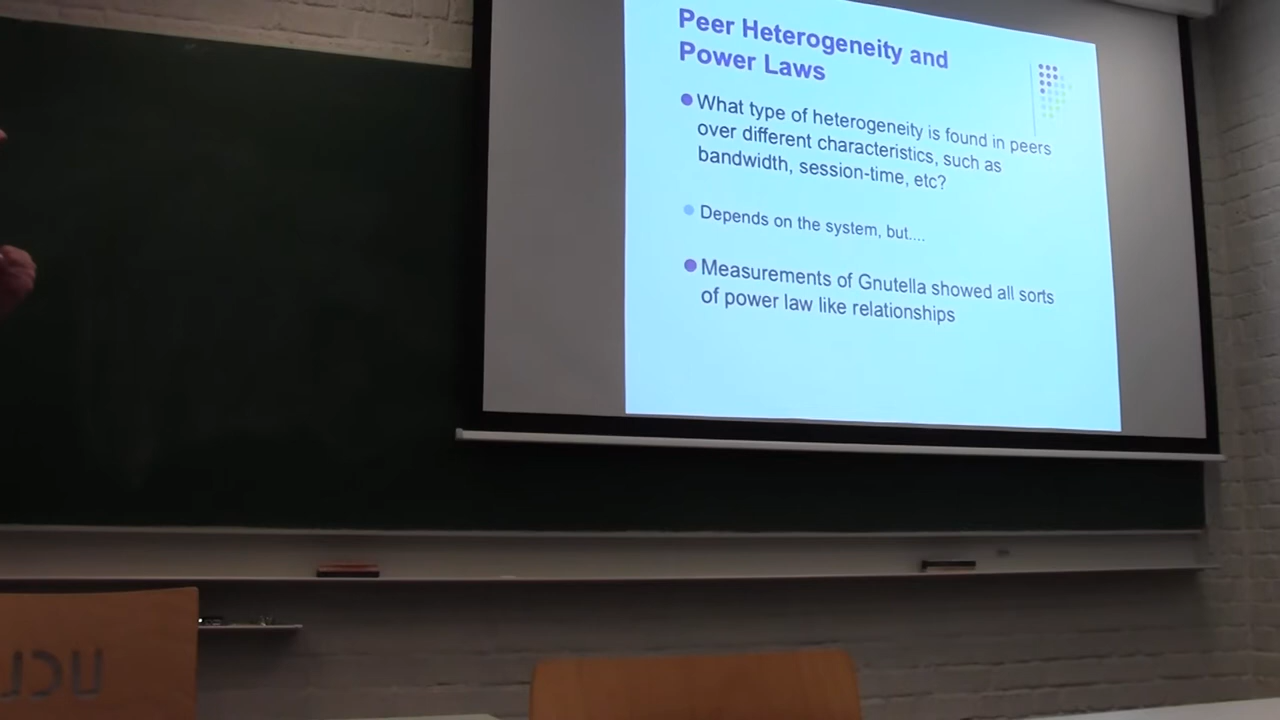 Peer Heterogeneity and
Power Laws
What type of heterogeneity is found in peers
over different characteristics, such as
bandwidth, session-time, etc?
Depends on the system, but....
Measurements of Gnutella showed all sorts
of power law like relationships